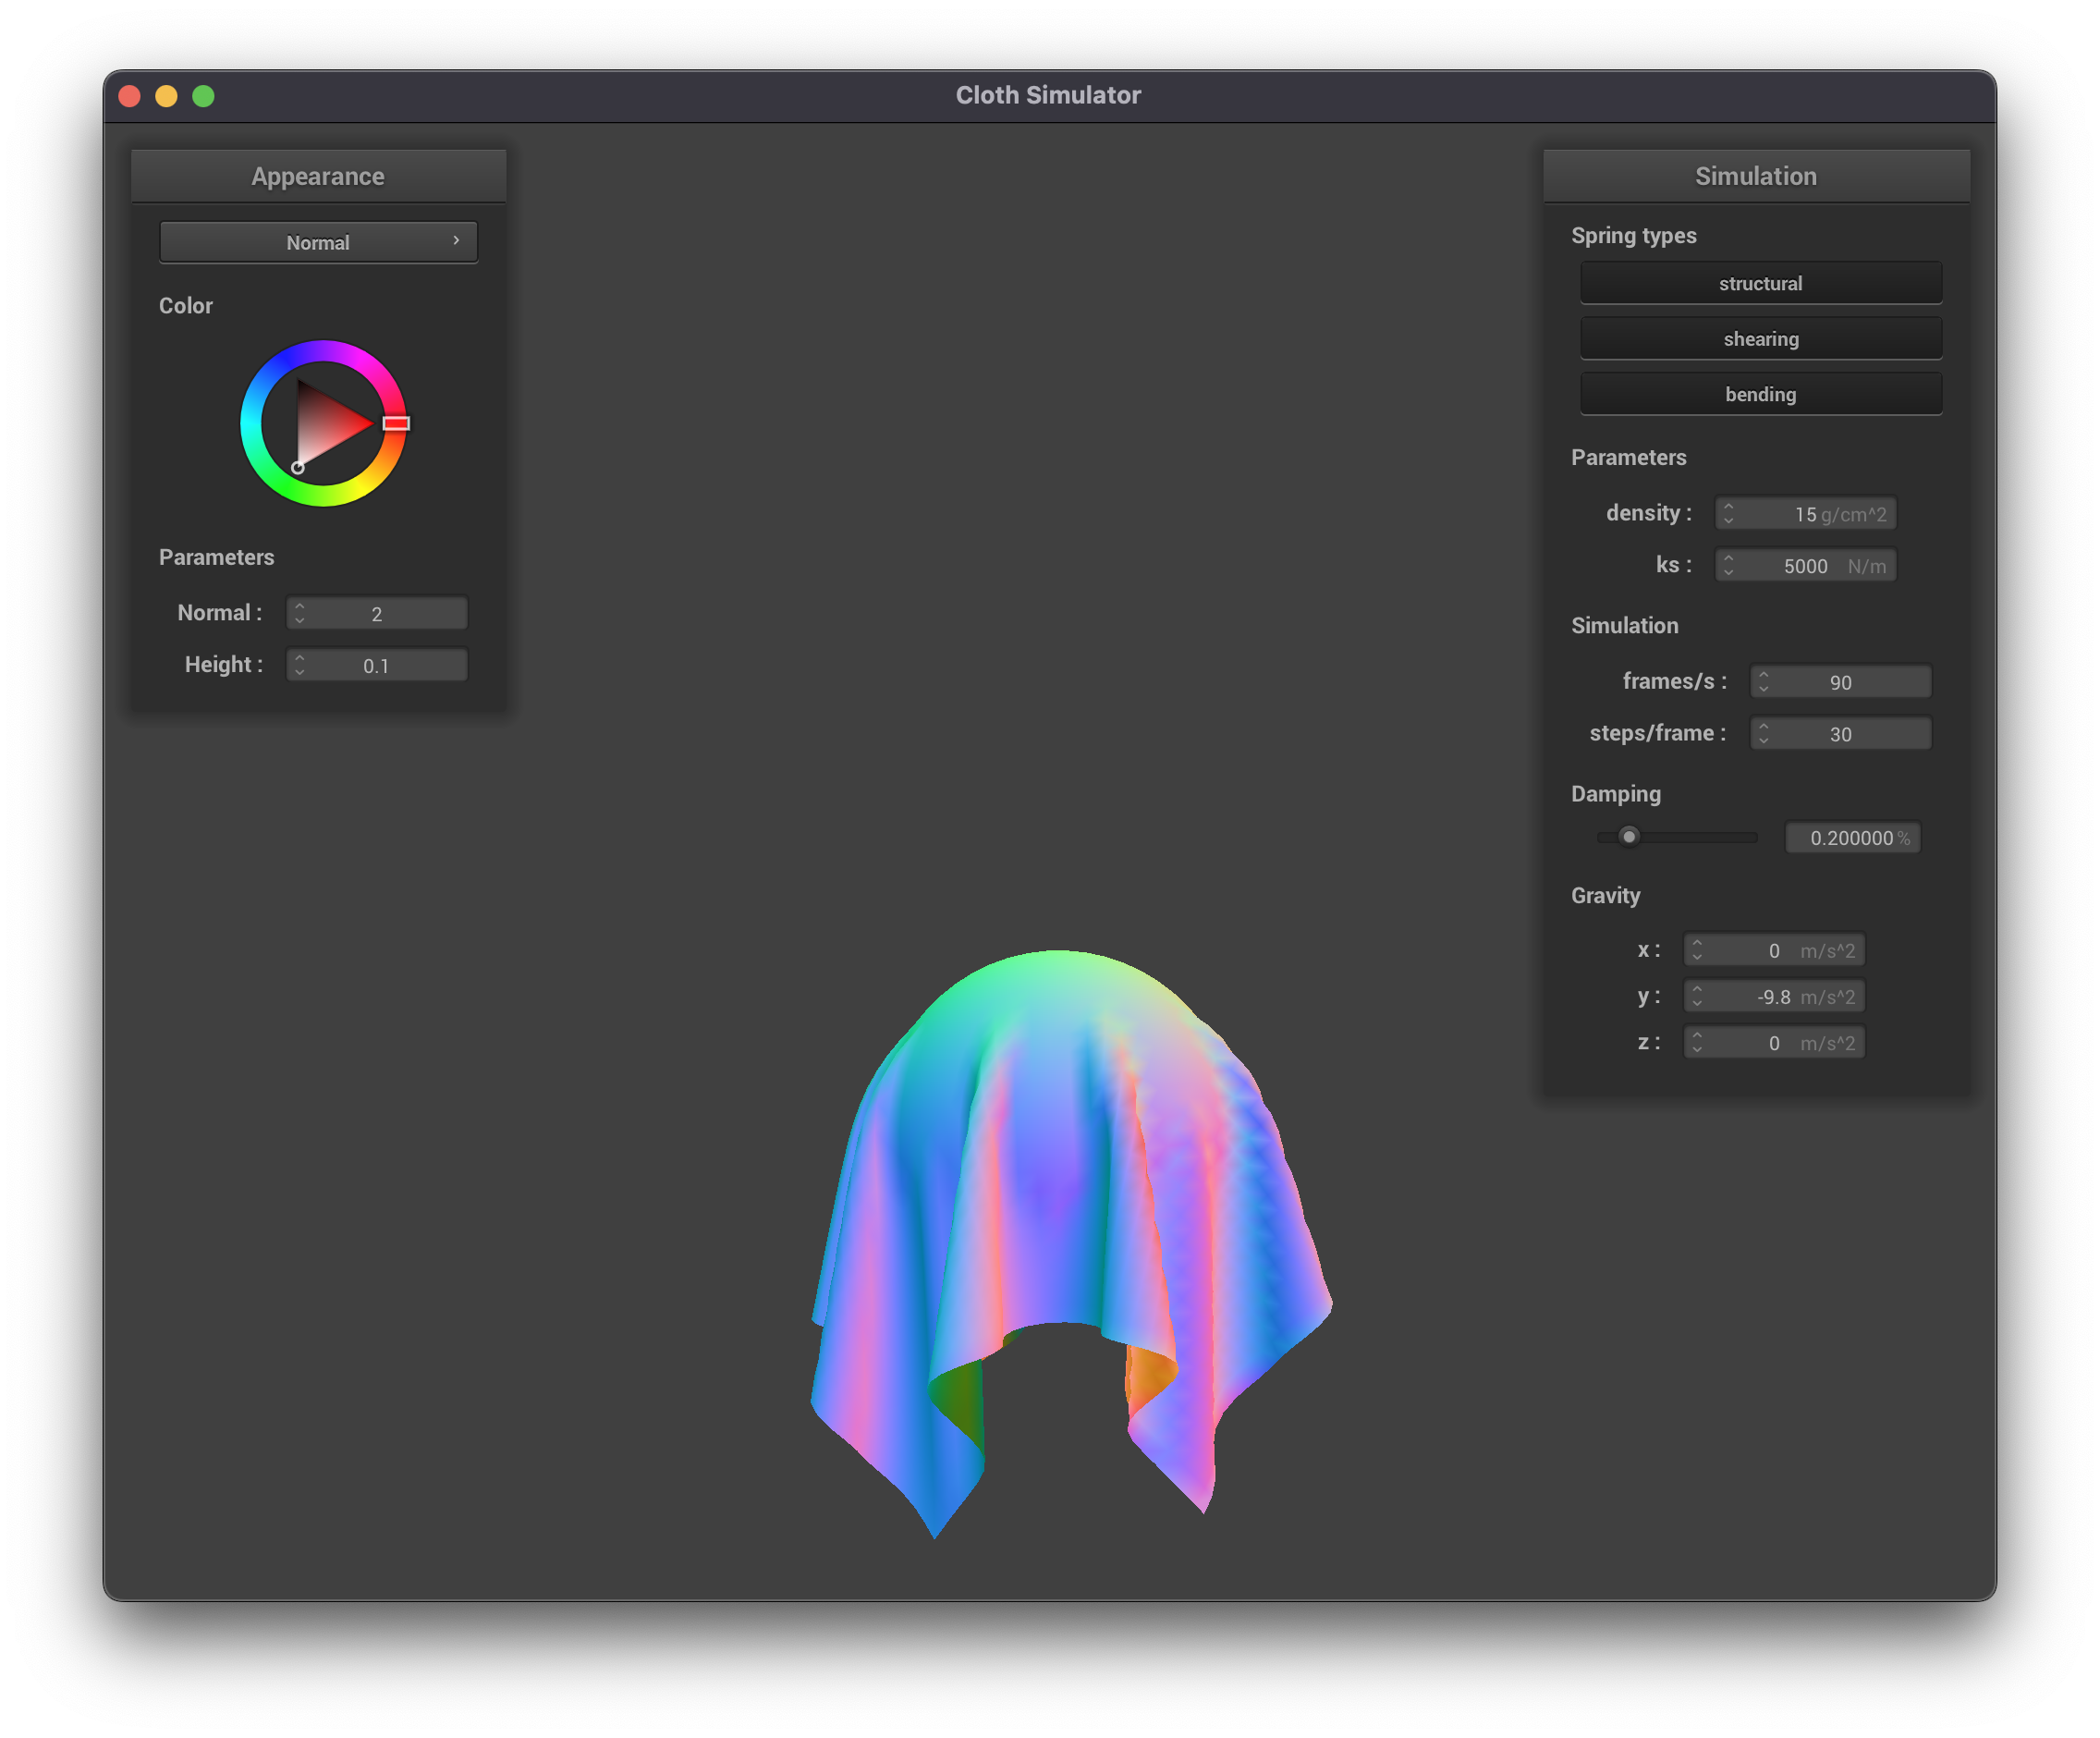 Cloth Simulator
Appearance
Normal
Color
Parameters
Normal :
2
Height :
0.1
Simulation
Spring types
structural
shearing
bending
Parameters
density :
15 g/cm^2
ks :
5000 N/m
Simulation
frames/s :
90
steps/frame :
30
Damping
0.200000 %
Gravity
x :
0 m/s^2
y :
-9.8 m/s^2
z :
0 m/s^2